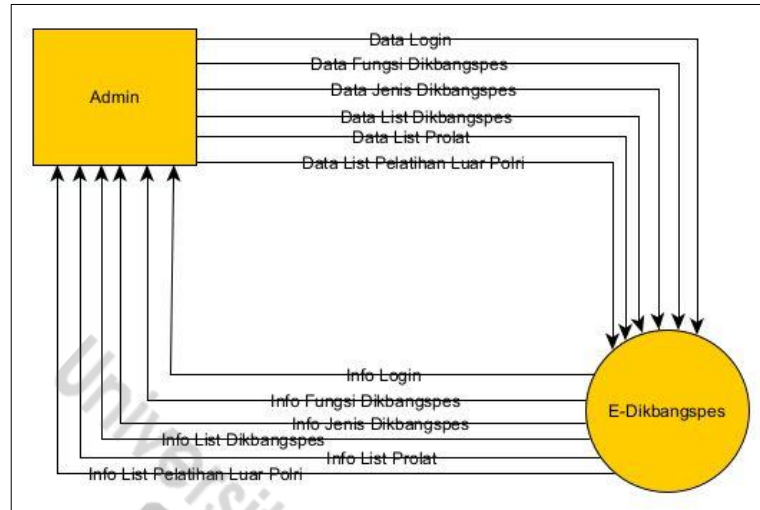 Admin
Data Login
Data Fungsi Dikbangspes
Data Jenis Dikbangspes
Data List Dikbangspes
Data List Prolat
Data List Pelatihan Luar Polri
Info Login
Info Fungsi Dikbangspes
Info Jenis Dikbangspes
Info List Dikbangspes
Info List Prolat
Info List Pelatihan Luar Polri
E-Dikbangspes